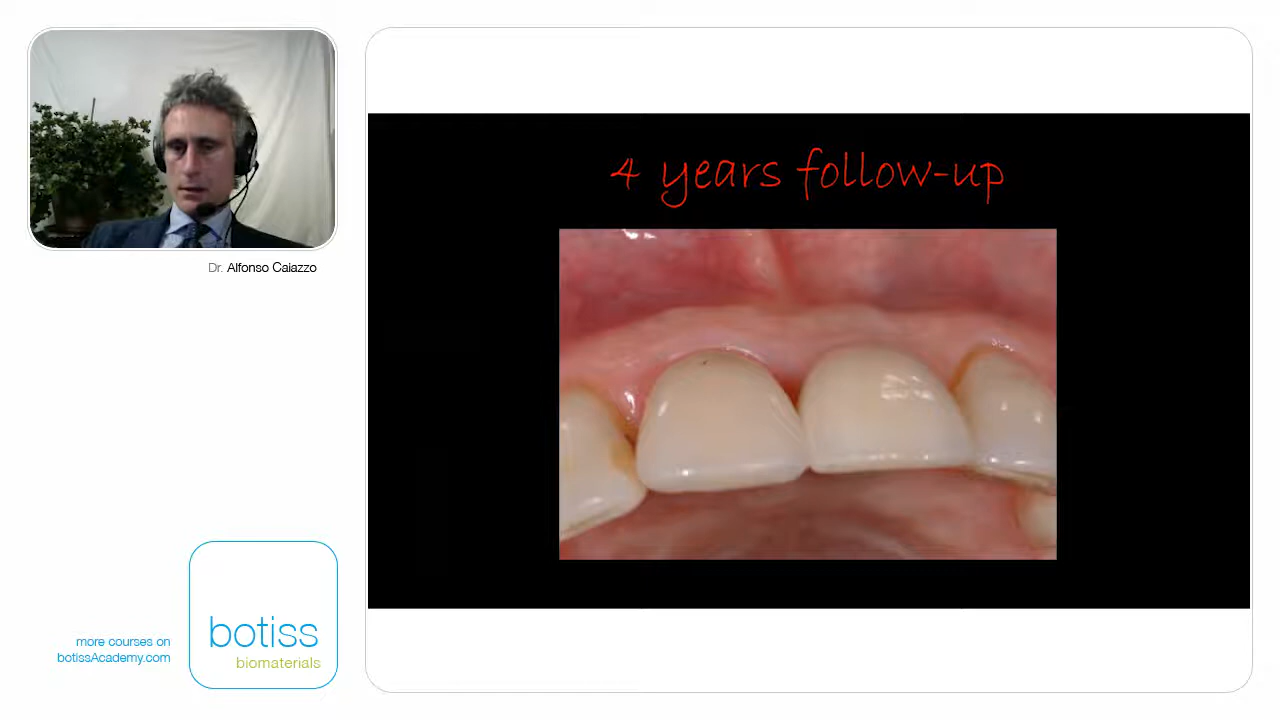 4 years follow-up
Dr. Alfonso Caiazzo
more courses on
botissAcademy.com
botiss
biomaterials